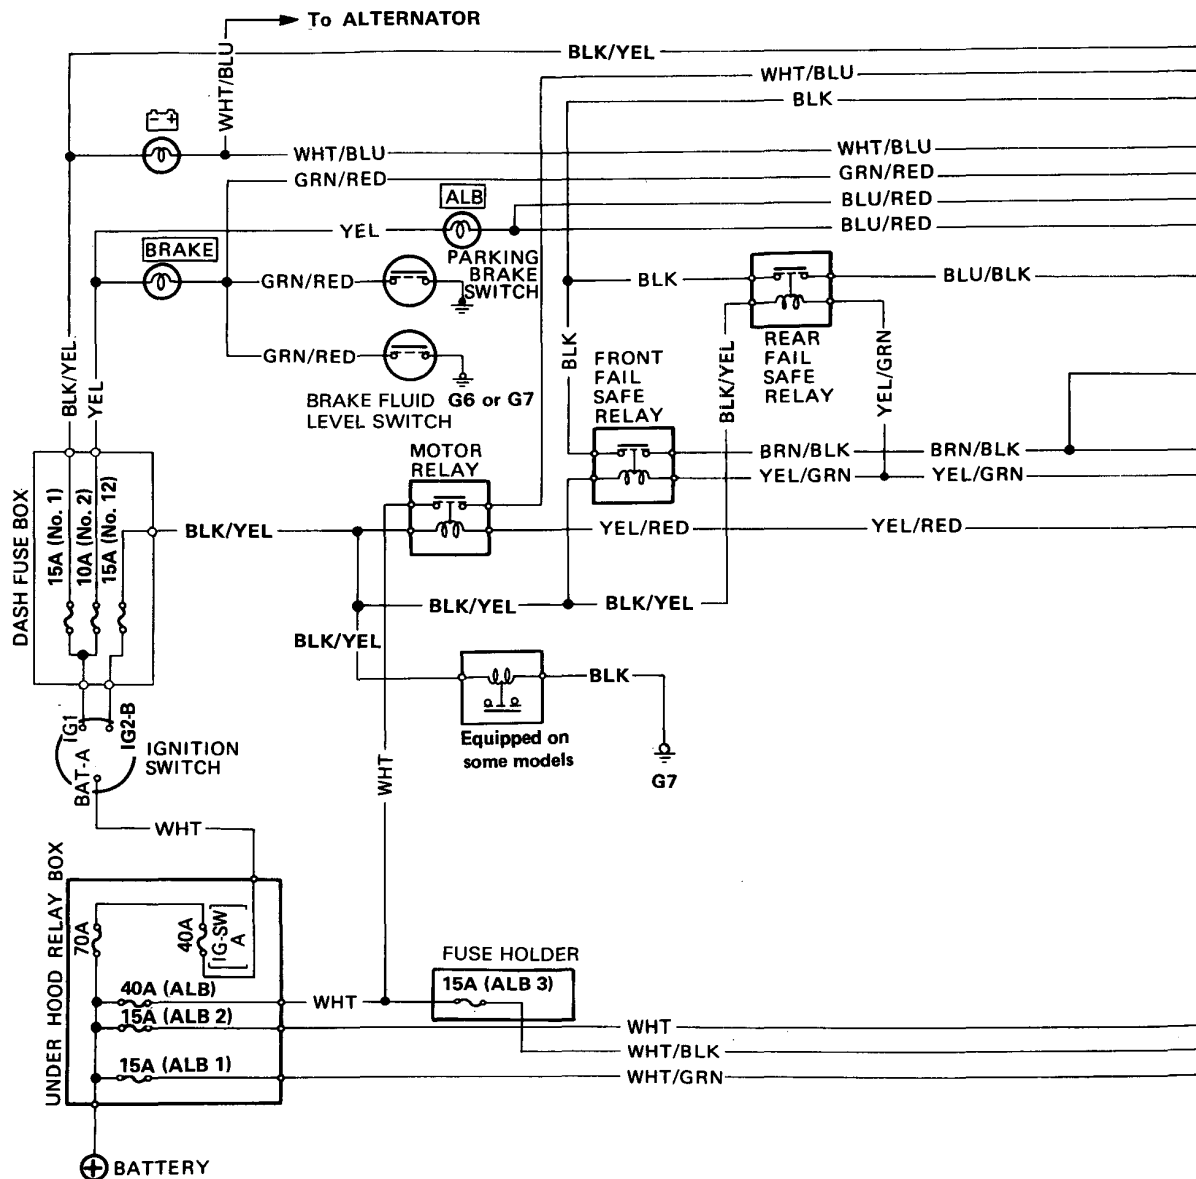 To ALTERNATOR
BLK/YEL
WHT/BLU
WHT/BLU
BLK
WHT/BLU
WHT/BLU
GRN/RED
GRN/RED
ALB
BLU/RED
YEL
BLU/RED
BRAKE
PARKING
BRAKE
SWITCH
GRN/RED
BLK
BLU/BLK
GRN/RED
BLK/YEL
YEL
BLK
FRONT
FAIL
SAFE
RELAY
BLK/YEL
REAR
FAIL
SAFE
RELAY
YEL/GRN
BRAKE FLUID
LEVEL SWITCH
G6 or G7
MOTOR
RELAY
BRN/BLK
BRN/BLK
YEL/GRN
YEL/GRN
DASH FUSE BOX
15A (No. 1)
10A (No. 2)
15A (No. 12)
BLK/YEL
YEL/RED
YEL/RED
BLK/YEL
BLK/YEL
BLK/YEL
BLK
Equipped on
some models
G7
IG1
IG2-B
BAT-A
IGNITION
SWITCH
WHT
WHT
UNDER HOOD RELAY BOX
70A
40A
[IG-SW
A]
FUSE HOLDER
40A (ALB)
WHT
15A (ALB 3)
15A (ALB 2)
WHT
WHT/BLK
15A (ALB 1)
WHT/GRN
BATTERY